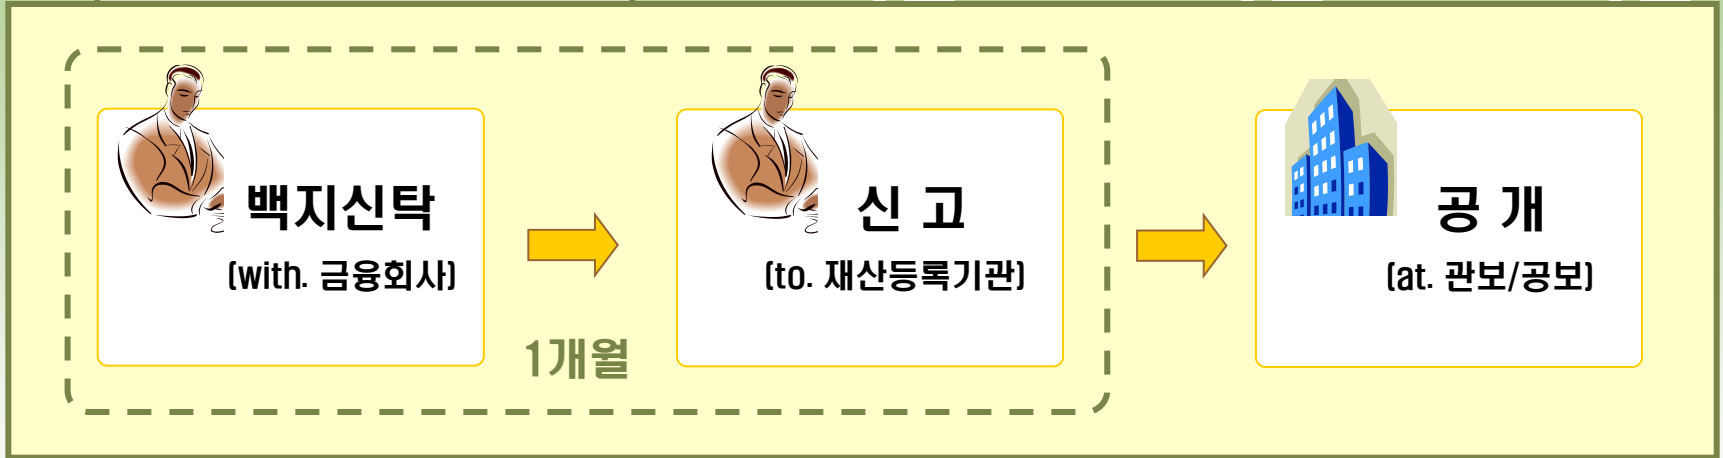 백지신탁
(with. 금융회사)
1개월
신 고
(to. 재산등록기관)
공 개
(at. 관보/공보)